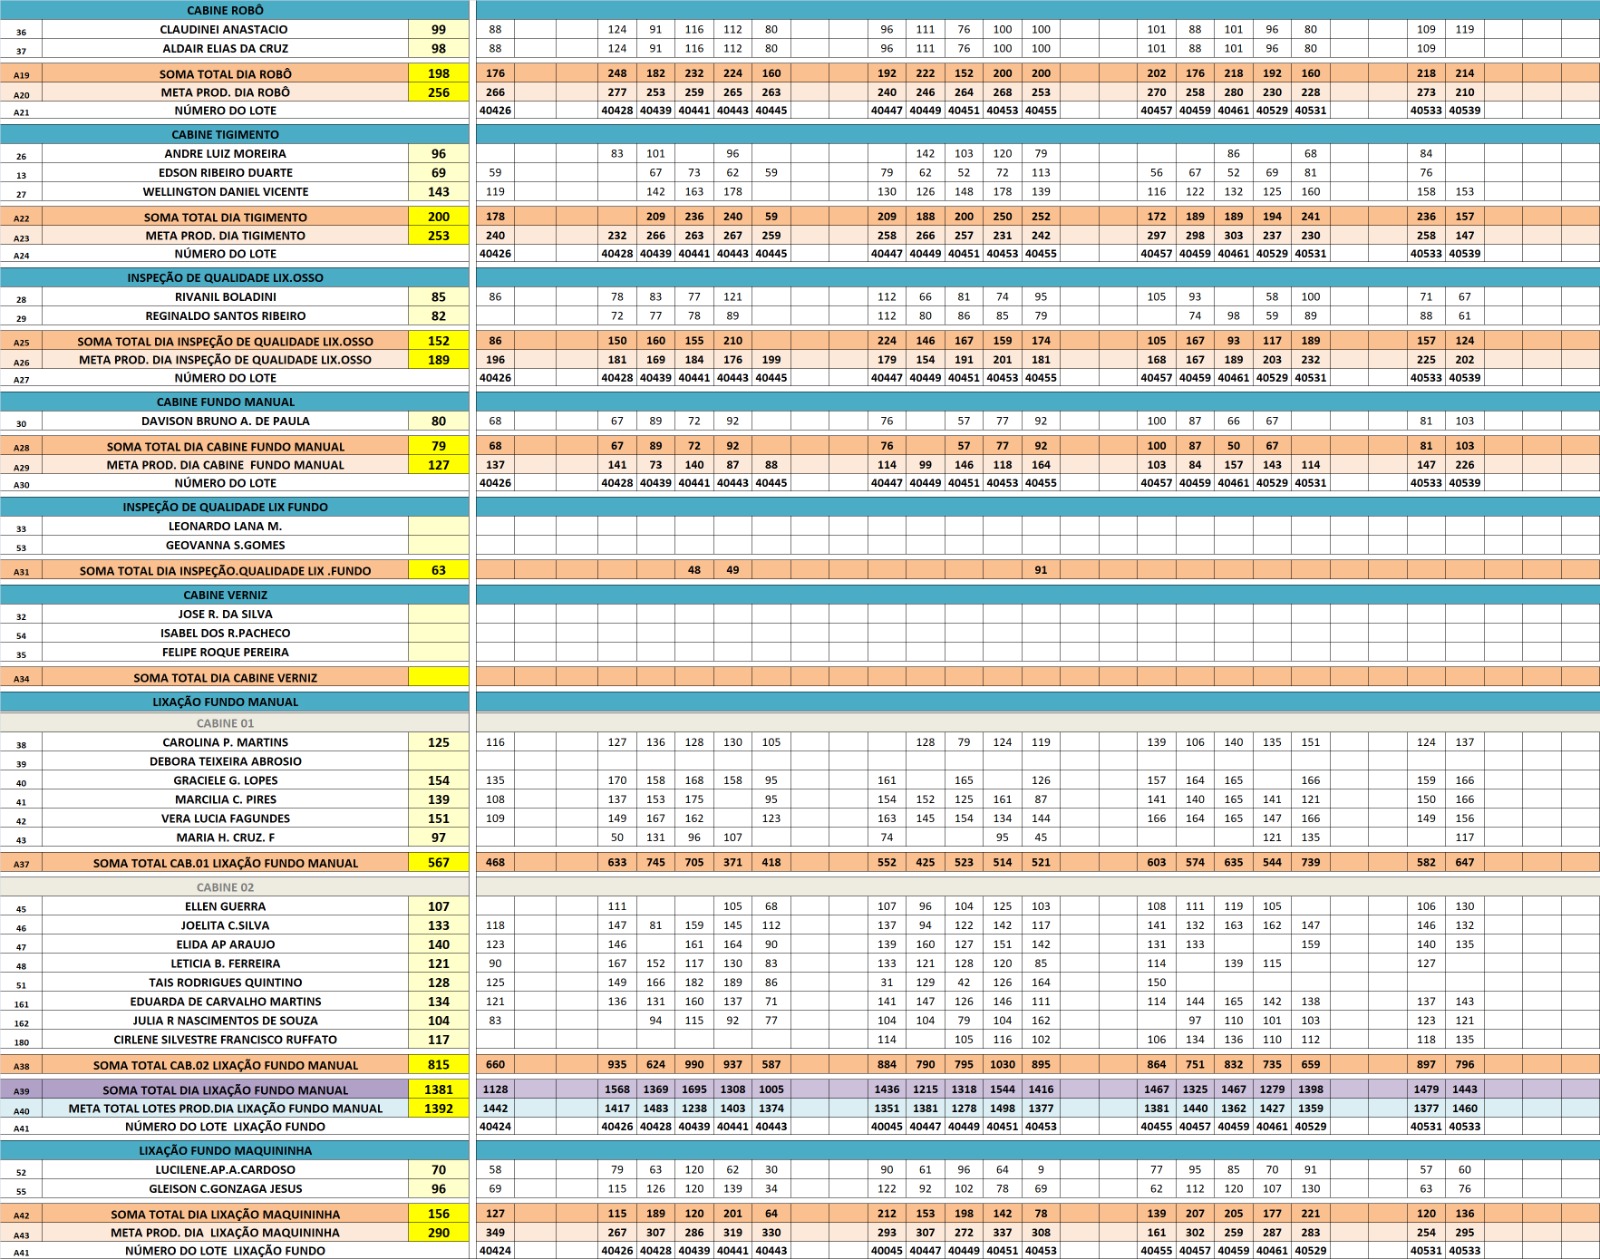 CABINE ROBÔ
36 CLAUDINEI ANASTACIO 99 88 124 91 116 112 80 96 111 76 100 100 101 88 101 96 80 109 119
37 ALDAIR ELIAS DA CRUZ 98 88 124 91 116 112 80 96 111 76 100 100 101 88 101 96 80 109
A19 SOMA TOTAL DIA ROBÔ 198 176 248 182 232 224 160 192 222 152 200 200 202 176 218 192 160 218 214
A20 META PROD. DIA ROBÔ 256 266 277 253 259 265 263 240 246 264 268 253 270 258 280 230 228 273 210
A21 NÚMERO DO LOTE 40426 40428 40439 40441 40443 40445 40447 40449 40451 40453 40455 40457 40459 40461 40529 40531 40533 40539
CABINE TIGIMENTO
26 ANDRE LUIZ MOREIRA 96 83 101 96 142 103 120 79 86 68 84
13 EDSON RIBEIRO DUARTE 69 59 67 73 62 59 79 62 52 72 113 56 67 52 69 81 76
27 WELLINGTON DANIEL VICENTE 143 119 142 163 178 130 126 148 178 139 116 122 132 125 160 158 153
A22 SOMA TOTAL DIA TIGIMENTO 200 178 209 236 240 59 209 188 200 250 252 172 189 189 194 241 236 157
A23 META PROD. DIA TIGIMENTO 253 240 232 266 263 267 259 258 266 257 231 242 297 298 303 237 230 258 147
A24 NÚMERO DO LOTE 40426 40428 40439 40441 40443 40445 40447 40449 40451 40453 40455 40457 40459 40461 40529 40531 40533 40539
INSPEÇÃO DE QUALIDADE LIX.OSSO
28 RIVANIL BOLADINI 85 86 78 83 77 121 112 66 81 74 95 105 93 58 100 71 67
29 REGINALDO SANTOS RIBEIRO 82 72 77 78 89 112 80 86 85 79 74 98 59 89 88 61
A25 SOMA TOTAL DIA INSPEÇÃO DE QUALIDADE LIX.OSSO 152 86 150 160 155 210 224 146 167 159 174 105 167 93 117 189 157 124
A26 META PROD. DIA INSPEÇÃO DE QUALIDADE LIX.OSSO 189 196 181 169 184 176 199 179 154 191 201 181 168 167 189 203 232 225 202
A27 NÚMERO DO LOTE 40426 40428 40439 40441 40443 40445 40447 40449 40451 40453 40455 40457 40459 40461 40529 40531 40533 40539
CABINE FUNDO MANUAL
30 DAVISON BRUNO A. DE PAULA 80 68 67 89 72 92 76 57 77 92 100 87 66 67 81 103
A28 SOMA TOTAL DIA CABINE FUNDO MANUAL 79 68 67 89 72 92 76 57 77 92 100 87 50 67 81 103
A29 META PROD. DIA CABINE FUNDO MANUAL 127 137 141 73 140 87 88 114 99 146 118 164 103 84 157 143 114 147 226
A30 NÚMERO DO LOTE 40426 40428 40439 40441 40443 40445 40447 40449 40451 40453 40455 40457 40459 40461 40529 40531 40533 40539
INSPEÇÃO DE QUALIDADE LIX FUNDO
33 LEONARDO LANA M.
53 GEOVANNA S.GOMES
A31 SOMA TOTAL DIA INSPEÇÃO.QUALIDADE LIX .FUNDO 63 48 49 91
CABINE VERNIZ
32 JOSE R. DA SILVA
54 ISABEL DOS R.PACHECO
35 FELIPE ROQUE PEREIRA
A34 SOMA TOTAL DIA CABINE VERNIZ
LIXAÇÃO FUNDO MANUAL
CABINE 01
38 CAROLINA P. MARTINS 125 116 127 136 128 130 105 128 79 124 119 139 106 140 135 151 124 137
39 DEBORA TEIXEIRA ABROSIO
40 GRACIELE G. LOPES 154 135 170 158 168 158 95 161 165 126 157 164 165 166 159 166
41 MARCILIA C. PIRES 139 108 137 153 175 95 154 152 125 161 87 141 140 165 141 121 150 166
42 VERA LUCIA FAGUNDES 151 109 149 167 162 123 163 145 154 134 144 166 164 165 147 166 149 156
43 MARIA H. CRUZ. F 97 50 131 96 107 74 95 45 121 135 117
A37 SOMA TOTAL CAB.01 LIXAÇÃO FUNDO MANUAL 567 468 633 745 705 371 418 552 425 523 514 521 603 574 635 544 739 582 647
CABINE 02
45 ELLEN GUERRA 107 111 105 68 107 96 104 125 103 108 111 119 105 106 130
46 JOELITA C.SILVA 133 118 147 81 159 145 112 137 94 122 142 117 141 132 163 162 147 146 132
47 ELIDA AP ARAUJO 140 123 146 161 164 90 139 160 127 151 142 131 133 159 140 135
48 LETICIA B. FERREIRA 121 90 167 152 117 130 83 133 121 128 120 85 114 139 115 127
51 TAIS RODRIGUES QUINTINO 128 125 149 166 182 189 86 31 129 42 126 164 150
161 EDUARDA DE CARVALHO MARTINS 134 121 136 131 160 137 71 141 147 126 146 111 114 144 165 142 138 137 143
162 JULIA R NASCIMENTOS DE SOUZA 104 83 94 115 92 77 104 104 79 104 162 97 110 101 103 123 121
180 CIRLENE SILVESTRE FRANCISCO RUFFATO 117 114 105 116 102 106 134 136 110 112 118 135
A38 SOMA TOTAL CAB.02 LIXAÇÃO FUNDO MANUAL 815 660 935 624 990 937 587 884 790 795 1030 895 864 751 832 735 659 897 796
A39 SOMA TOTAL DIA LIXAÇÃO FUNDO MANUAL 1381 1128 1568 1369 1695 1308 1005 1436 1215 1318 1544 1416 1467 1325 1467 1279 1398 1479 1443
A40 META TOTAL LOTES PROD.DIA LIXAÇÃO FUNDO MANUAL 1392 1442 1417 1483 1238 1403 1374 1351 1381 1278 1498 1377 1381 1440 1362 1427 1359 1377 1460
A41 NÚMERO DO LOTE LIXAÇÃO FUNDO 40424 40426 40428 40439 40441 40443 40045 40447 40449 40451 40453 40455 40457 40459 40461 40529 40531 40533
LIXAÇÃO FUNDO MAQUININHA
52 LUCILENE.AP.A.CARDOSO 70 58 79 63 120 62 30 90 61 96 64 9 77 95 85 70 91 57 60
55 GLEISON C.GONZAGA JESUS 96 69 115 126 120 139 34 122 92 102 78 69 62 112 120 107 130 63 76
A42 SOMA TOTAL DIA LIXAÇÃO MAQUININHA 156 127 115 189 120 201 64 212 153 198 142 78 139 207 205 177 221 120 136
A43 META PROD. DIA LIXAÇÃO MAQUININHA 290 349 267 307 286 319 330 293 307 272 337 308 161 302 259 287 283 254 295
A41 NÚMERO DO LOTE LIXAÇÃO FUNDO 40424 40426 40428 40439 40441 40443 40045 40447 40449 40451 40453 40455 40457 40459 40461 40529 40533 40533